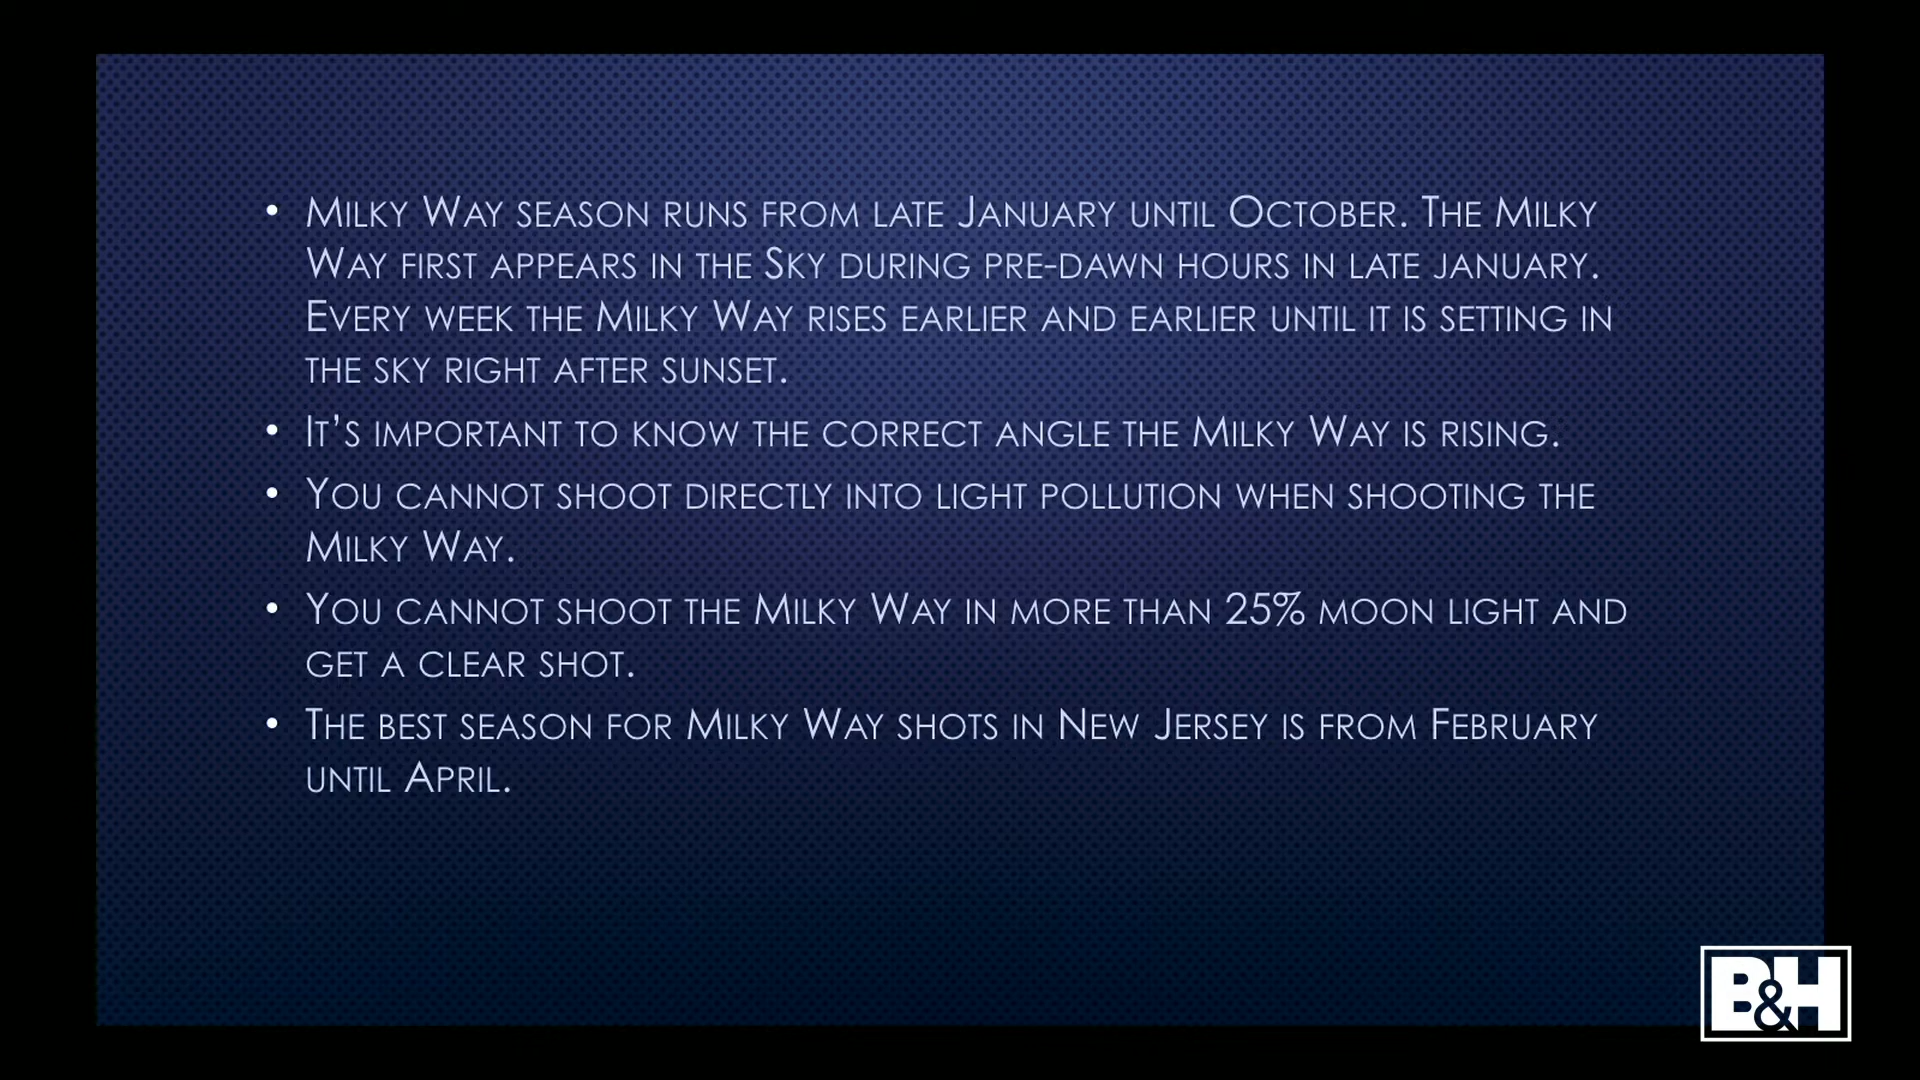 • Milky Way season runs from late January until October. The Milky
Way first appears in the Sky during pre-dawn hours in late january.
Every week the Milky Way rises earlier and earlier until it is setting in
the sky right after sunset.
• It’s important to know the correct angle the Milky Way is rising.
• You cannot shoot directly into light pollution when shooting the
Milky Way.
• You cannot shoot the Milky Way in more than 25% moon light and
get a clear shot.
• The best season for Milky Way shots in New Jersey is from February
until April.
B&H